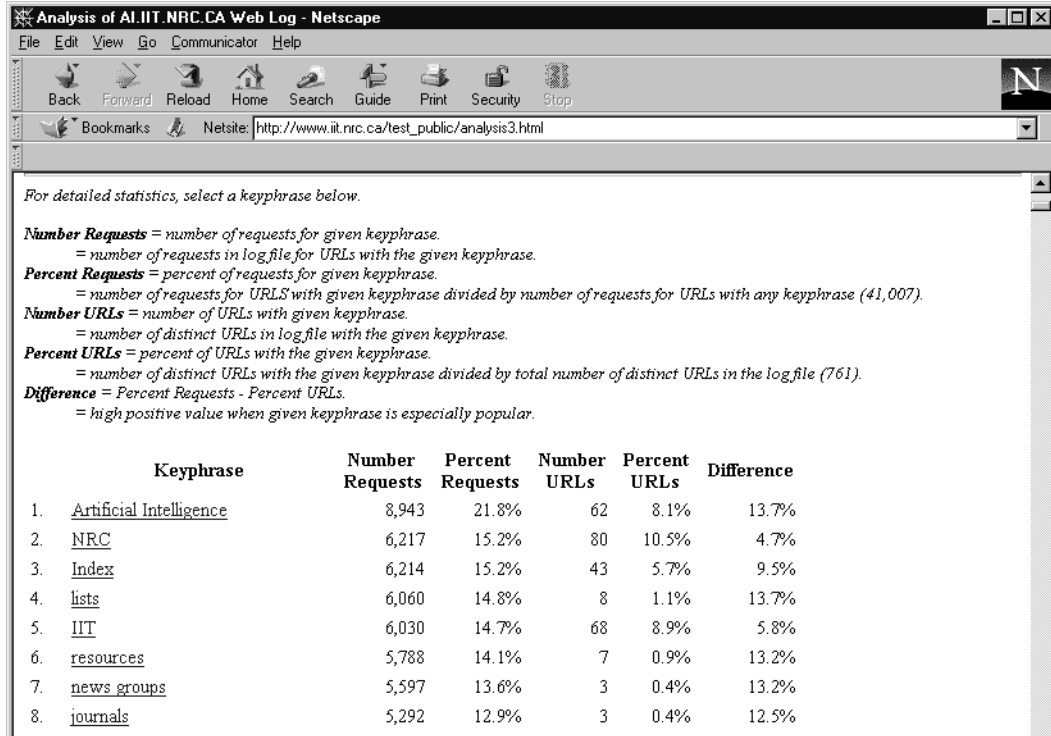 Analysis of AI.IIT.NRC.CA Web Log - Netscape
File Edit View Go Communicator Help
Back Forward Reload Home Search Guide Print Security Stop
N
Bookmarks Netsite: http://www.iit.nrc.ca/test_public/analysis3.html
For detailed statistics, select a keyphrase below.
Number Requests = number of requests for given keyphrase.
= number of requests in log file for URLs with the given keyphrase.
Percent Requests = percent of requests for given keyphrase.
= number of requests for URLS with given keyphrase divided by number of requests for URLs with any keyphrase (41,007).
Number URLs = number of URLs with given keyphrase.
= number of distinct URLs in log file with the given keyphrase.
Percent URLs = percent of URLs with the given keyphrase.
= number of distinct URLs with the given keyphrase divided by total number of distinct URLs in the log file (761).
Difference = Percent Requests - Percent URLs.
= high positive value when given keyphrase is especially popular.
Keyphrase Number Requests Percent Requests Number URLs Percent URLs Difference
1. Artificial Intelligence 8,943 21.8% 62 8.1% 13.7%
2. NRC 6,217 15.2% 80 10.5% 4.7%
3. Index 6,214 15.2% 43 5.7% 9.5%
4. lists 6,060 14.8% 8 1.1% 13.7%
5. IIT 6,030 14.7% 68 8.9% 5.8%
6. resources 5,788 14.1% 7 0.9% 13.2%
7. news groups 5,597 13.6% 3 0.4% 13.2%
8. journals 5,292 12.9% 3 0.4% 12.5%